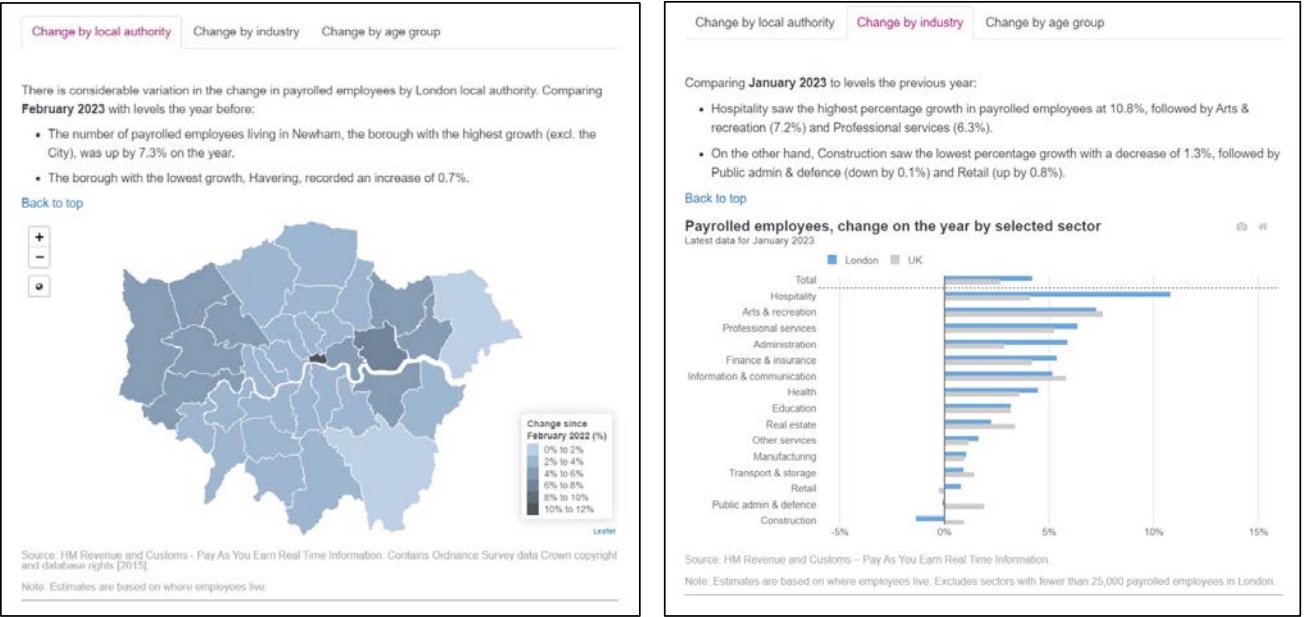 Change by local authority Change by industry Change by age group
There is considerable variation in the change in payrolled employees by London local authority. Comparing
February 2023 with levels the year before:
• The number of payrolled employees living in Newham, the borough with the highest growth (excl. the
City), was up by 7.3% on the year.
• The borough with the lowest growth, Havering, recorded an increase of 0.7%.
Back to top
+
−
Change since
February 2022 (%)
0% to 2%
2% to 4%
4% to 6%
6% to 8%
8% to 10%
10% to 12%
Leaflet
Source: HM Revenue and Customs - Pay As You Earn Real Time Information. Contains Ordnance Survey data Crown copyright
and database rights [2015].
Note: Estimates are based on where employees live.
Change by local authority Change by industry Change by age group
Comparing January 2023 to levels the previous year:
• Hospitality saw the highest percentage growth in payrolled employees at 10.8%, followed by Arts &
recreation (7.2%) and Professional services (6.3%).
• On the other hand, Construction saw the lowest percentage growth with a decrease of 1.3%, followed by
Public admin & defence (down by 0.1%) and Retail (up by 0.8%).
Back to top
Payrolled employees, change on the year by selected sector
Latest data for January 2023
London UK
Total
Hospitality
Arts & recreation
Professional services
Administration
Finance & insurance
Information & communication
Health
Education
Real estate
Other services
Manufacturing
Transport & storage
Retail
Public admin & defence
Construction
-5% 0% 5% 10% 15%
Source: HM Revenue and Customs – Pay As You Earn Real Time Information.
Note: Estimates are based on where employees live. Excludes sectors with fewer than 25,000 payrolled employees in London.